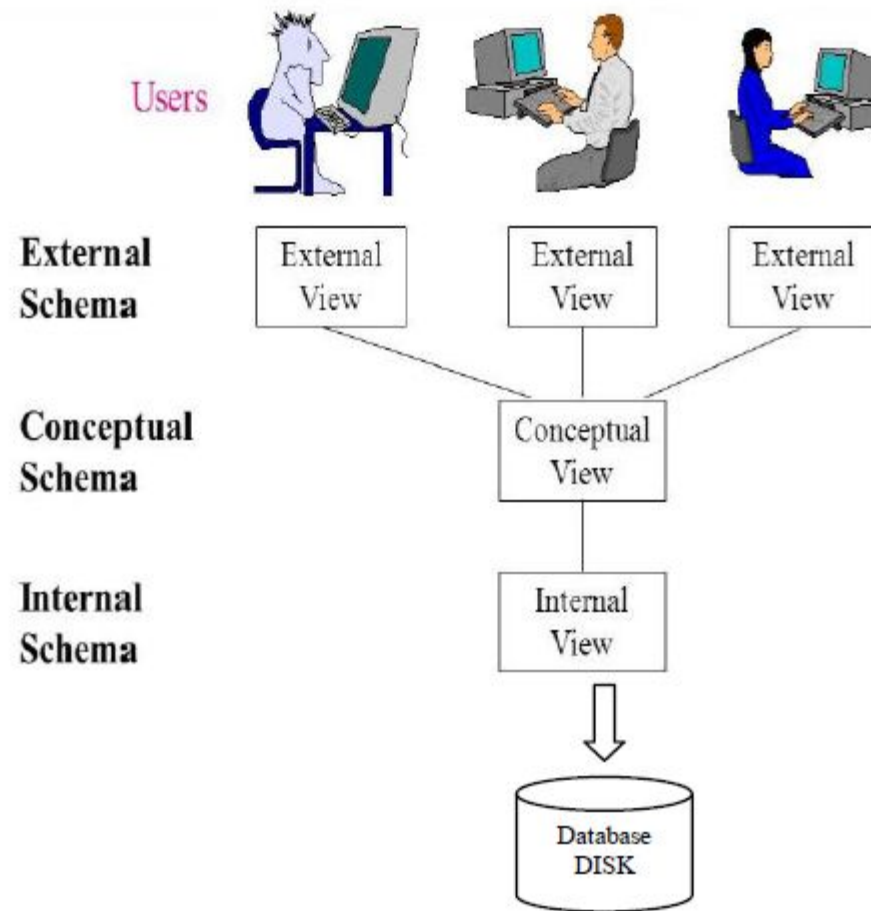 Users
External
Schema
External
View
External
View
External
View
Conceptual
Schema
Conceptual
View
Internal
Schema
Internal
View
Database
DISK